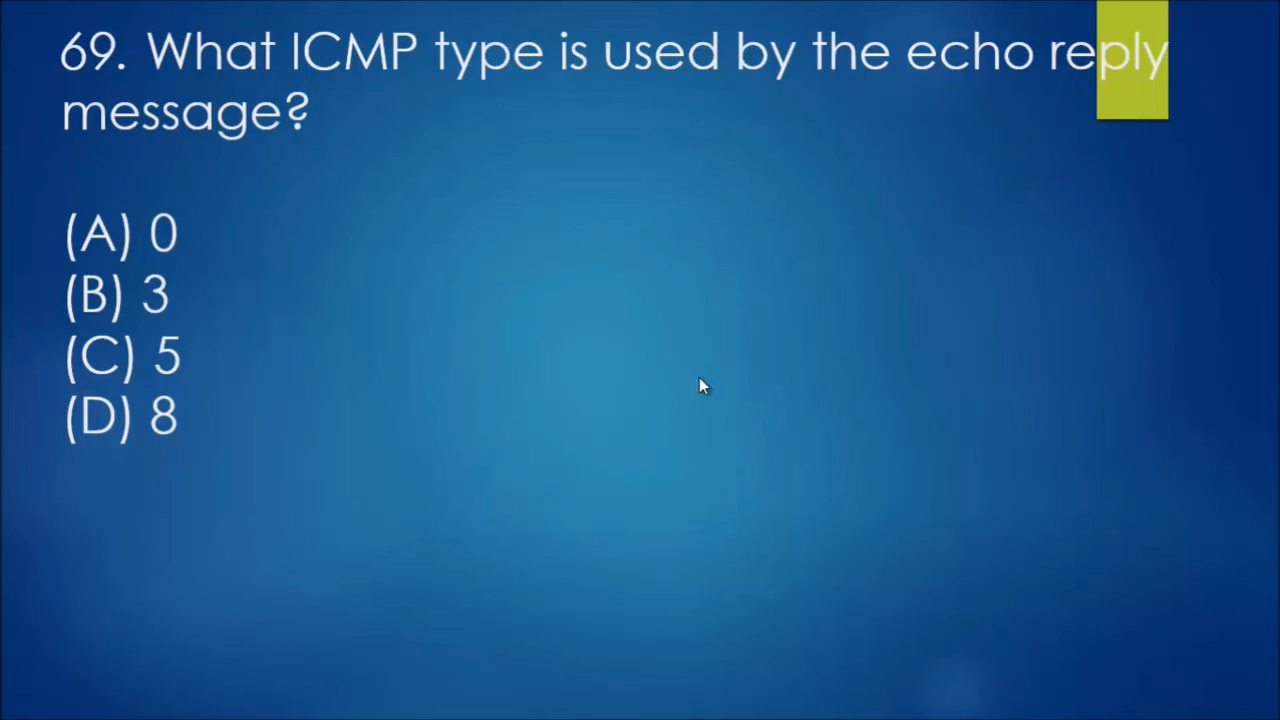 69. What ICMP type is used by the echo reply
message?
(A) 0
(B) 3
(C) 5
(D) 8